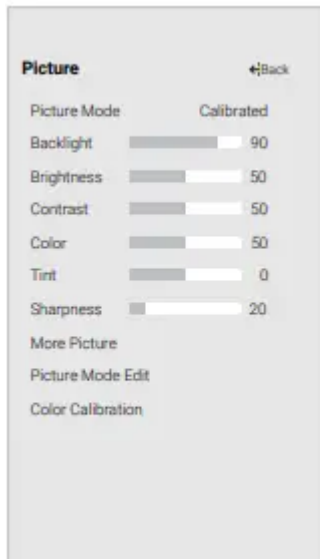 Picture Back
Picture Mode Calibrated
Backlight 90
Brightness 50
Contrast 50
Color 50
Tint 0
Sharpness 20
More Picture
Picture Mode Edit
Color Calibration